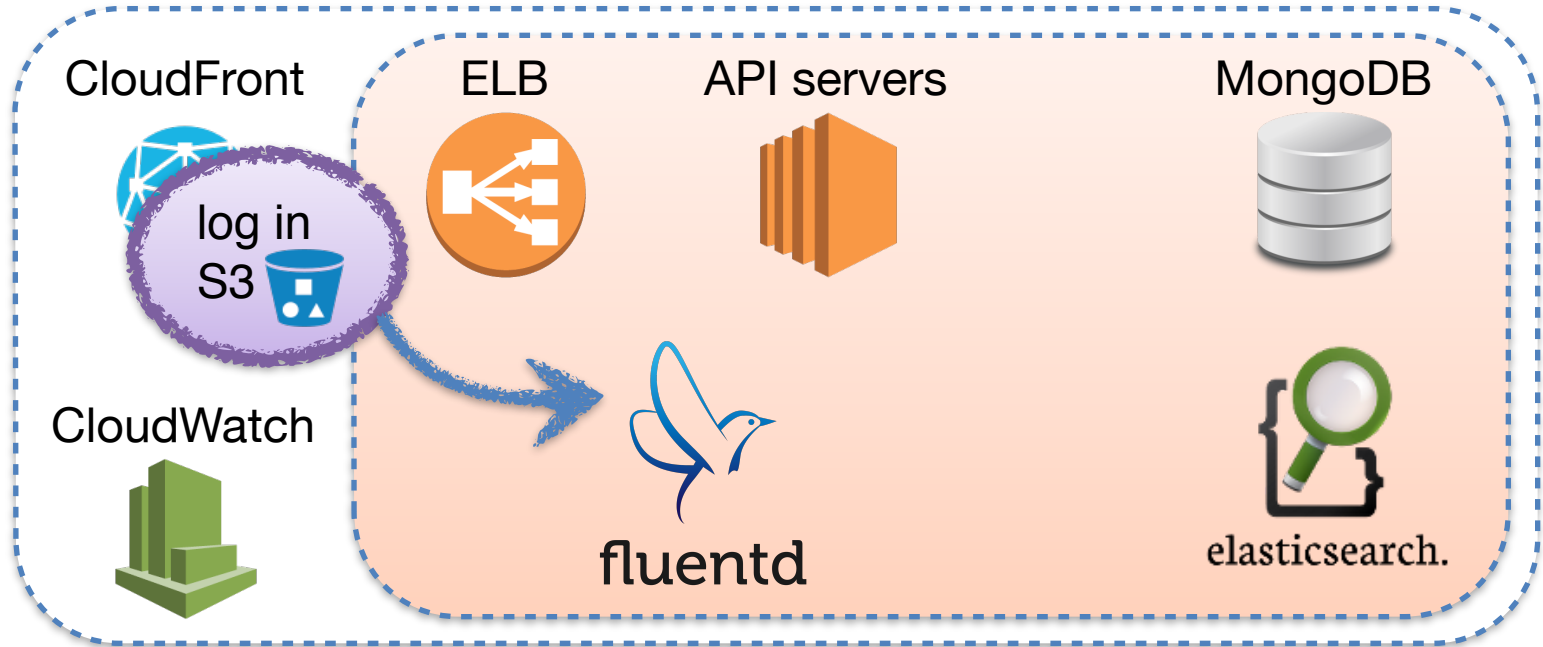 CloudFront
ELB
API servers
MongoDB
log in
S3
CloudWatch
fluentd
elasticsearch.